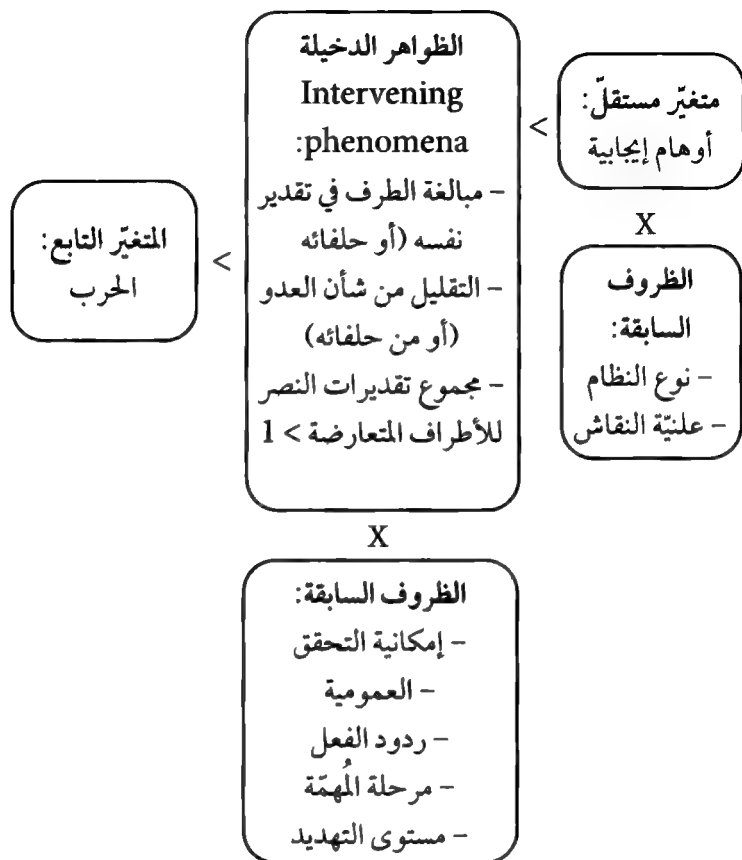 متغيّر مستقلّ:
أوهام إيجابية
X
الظروف
السابقة:
– نوع النظام
– علنيّة النقاش
<
الظواهر الدخيلة
Intervening
phenomena:
– مبالغة الطرف في تقدير
نفسه (أو حلفائه
– التقليل من شأن العدو
(أو من حلفائه)
– مجموع تقديرات النصر
للأطراف المتعارضة > 1
X
الظروف السابقة:
– إمكانية التحقق
– العمومية
– ردود الفعل
– مرحلة المُهمّة
– مستوى التهديد
<
المتغيّر التابع:
الحرب